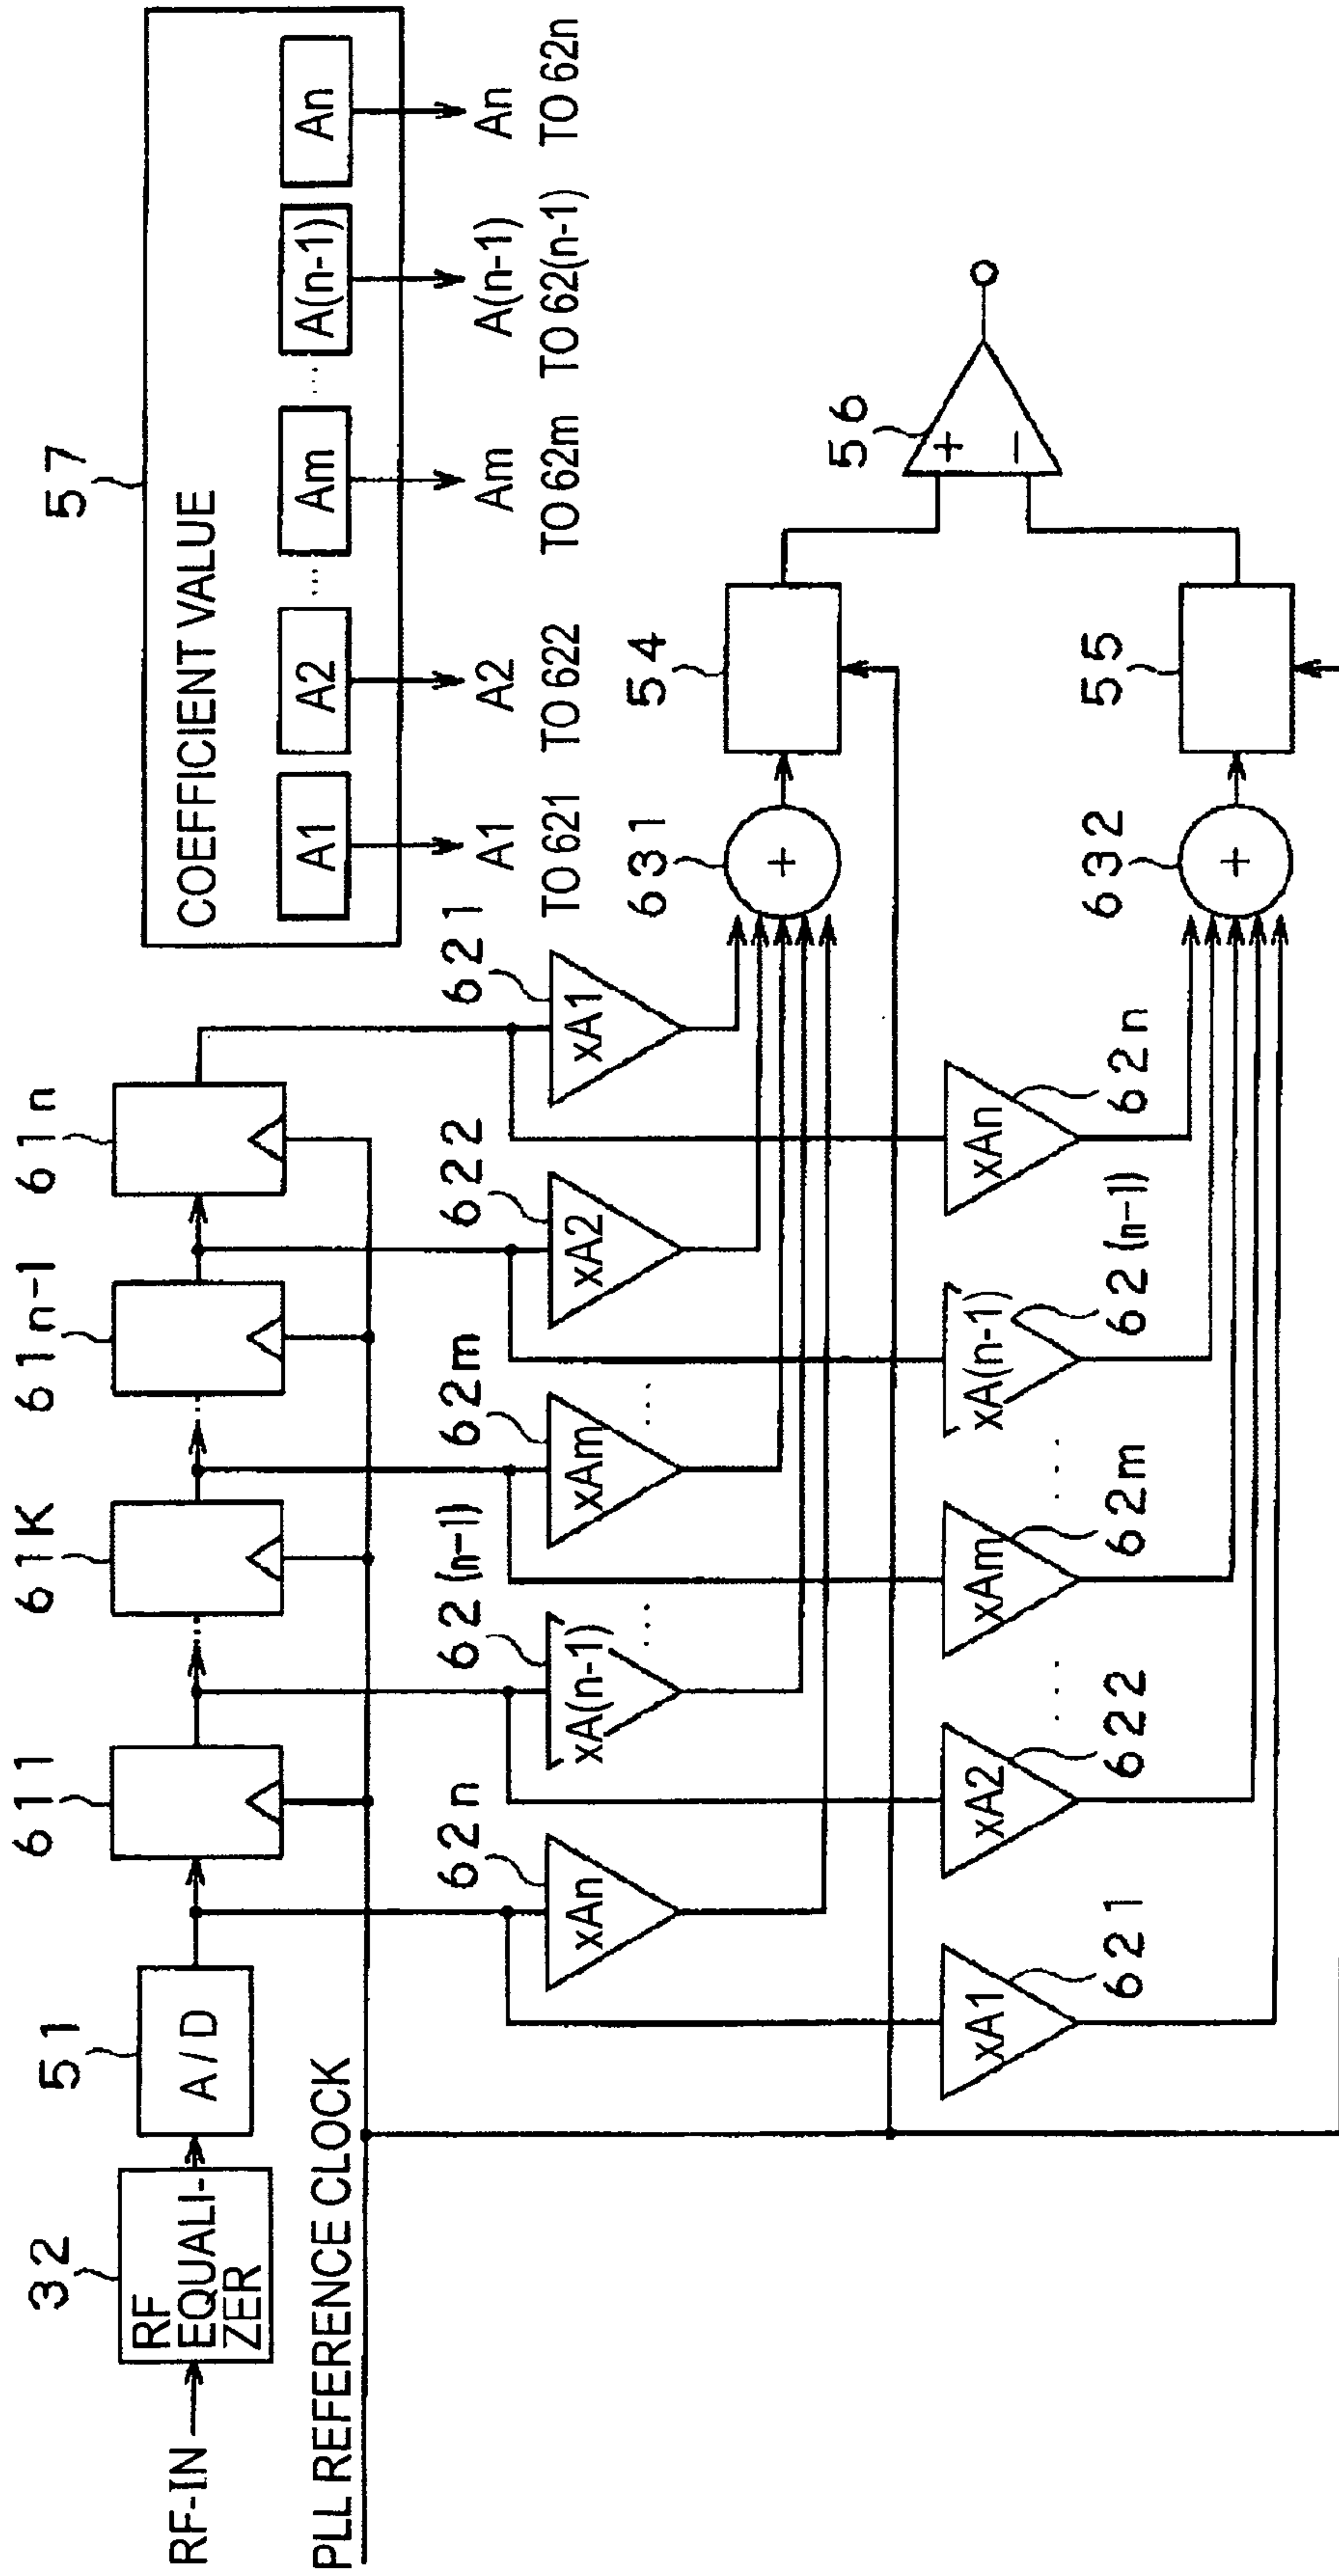 57
COEFFICIENT VALUE
A1
A2
....
Am
....
A(n-1)
An
A1
A2
Am
A(n-1)
An
TO 621
TO 622
TO 62m
TO 62(n-1)
TO 62n
RF-IN
32
RF
EQUALI-
ZER
51
A/D
611
61K
61n-1
61n
PLL REFERENCE CLOCK
62n
xAn
62(n-1)
xA(n-1)
...
62m
xAm
...
622
xA2
621
xA1
631
+
54
56
+
−
xA1
621
xA2
622
....
xAm
62m
....
xA(n-1)
62(n-1)
xAn
62n
632
+
55